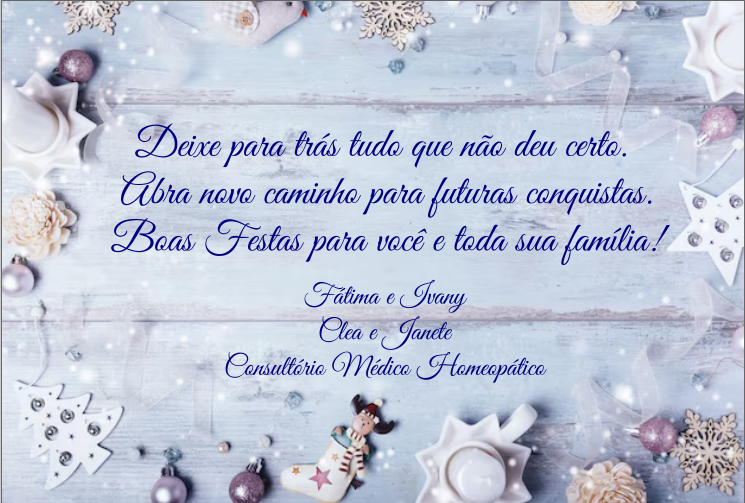 Deixe para trás tudo que não deu certo.
Abra novo caminho para futuras conquistas.
Boas Festas para você e toda sua família!
Fátima e Ivany
Clea e Janete
Consultório Médico Homeopático